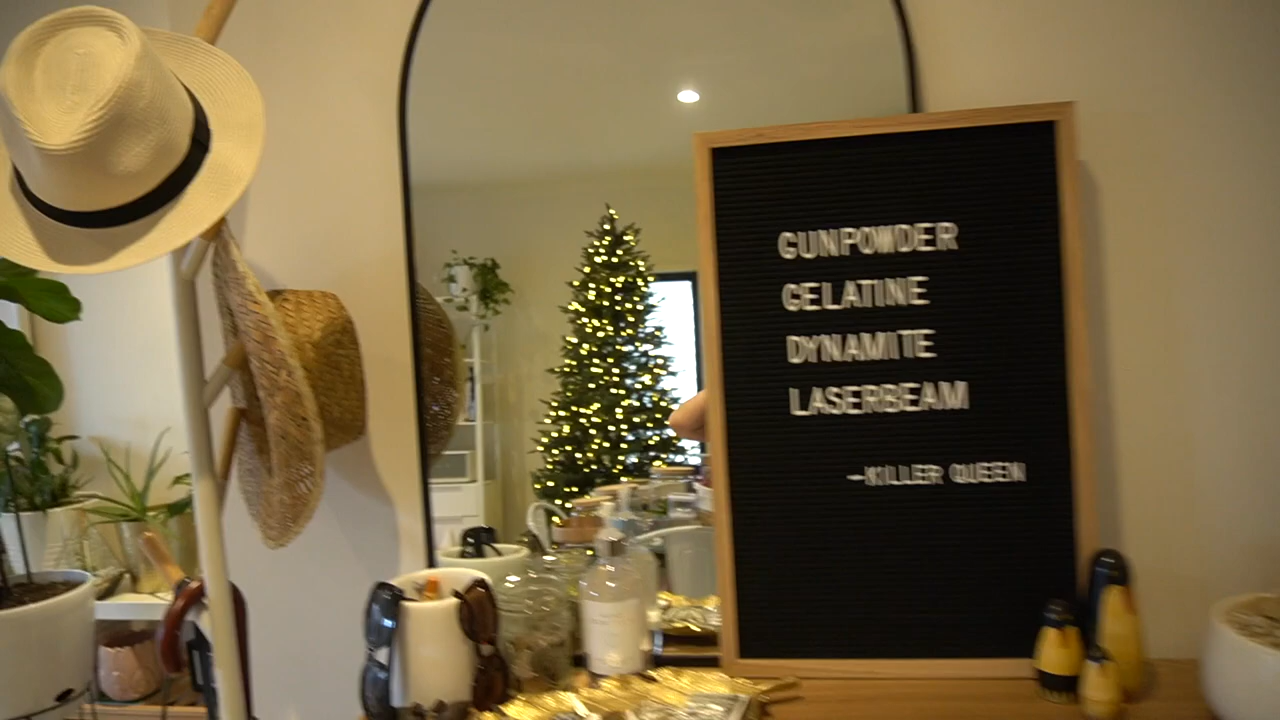 GUNPOWDER
GELATINE
DYNAMITE
LASERBEAM
-KILLER QUEEN